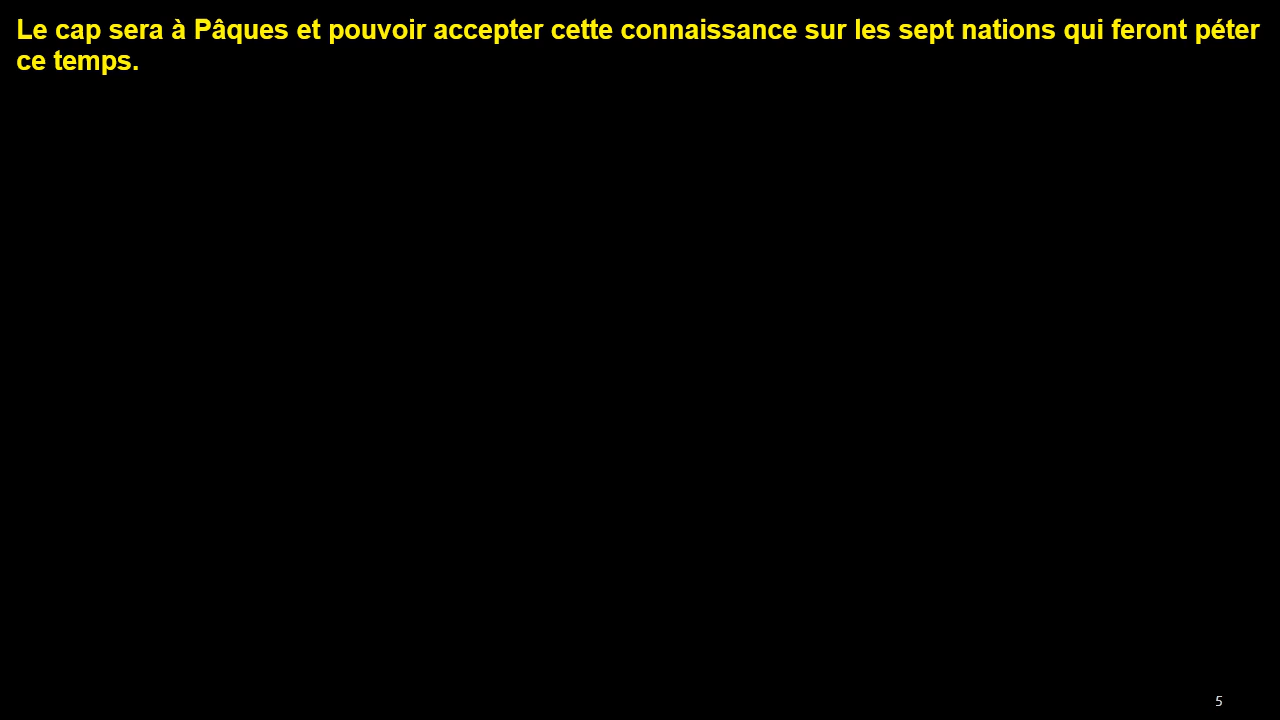 Le cap sera à Pâques et pouvoir accepter cette connaissance sur les sept nations qui feront péter
ce temps.
5